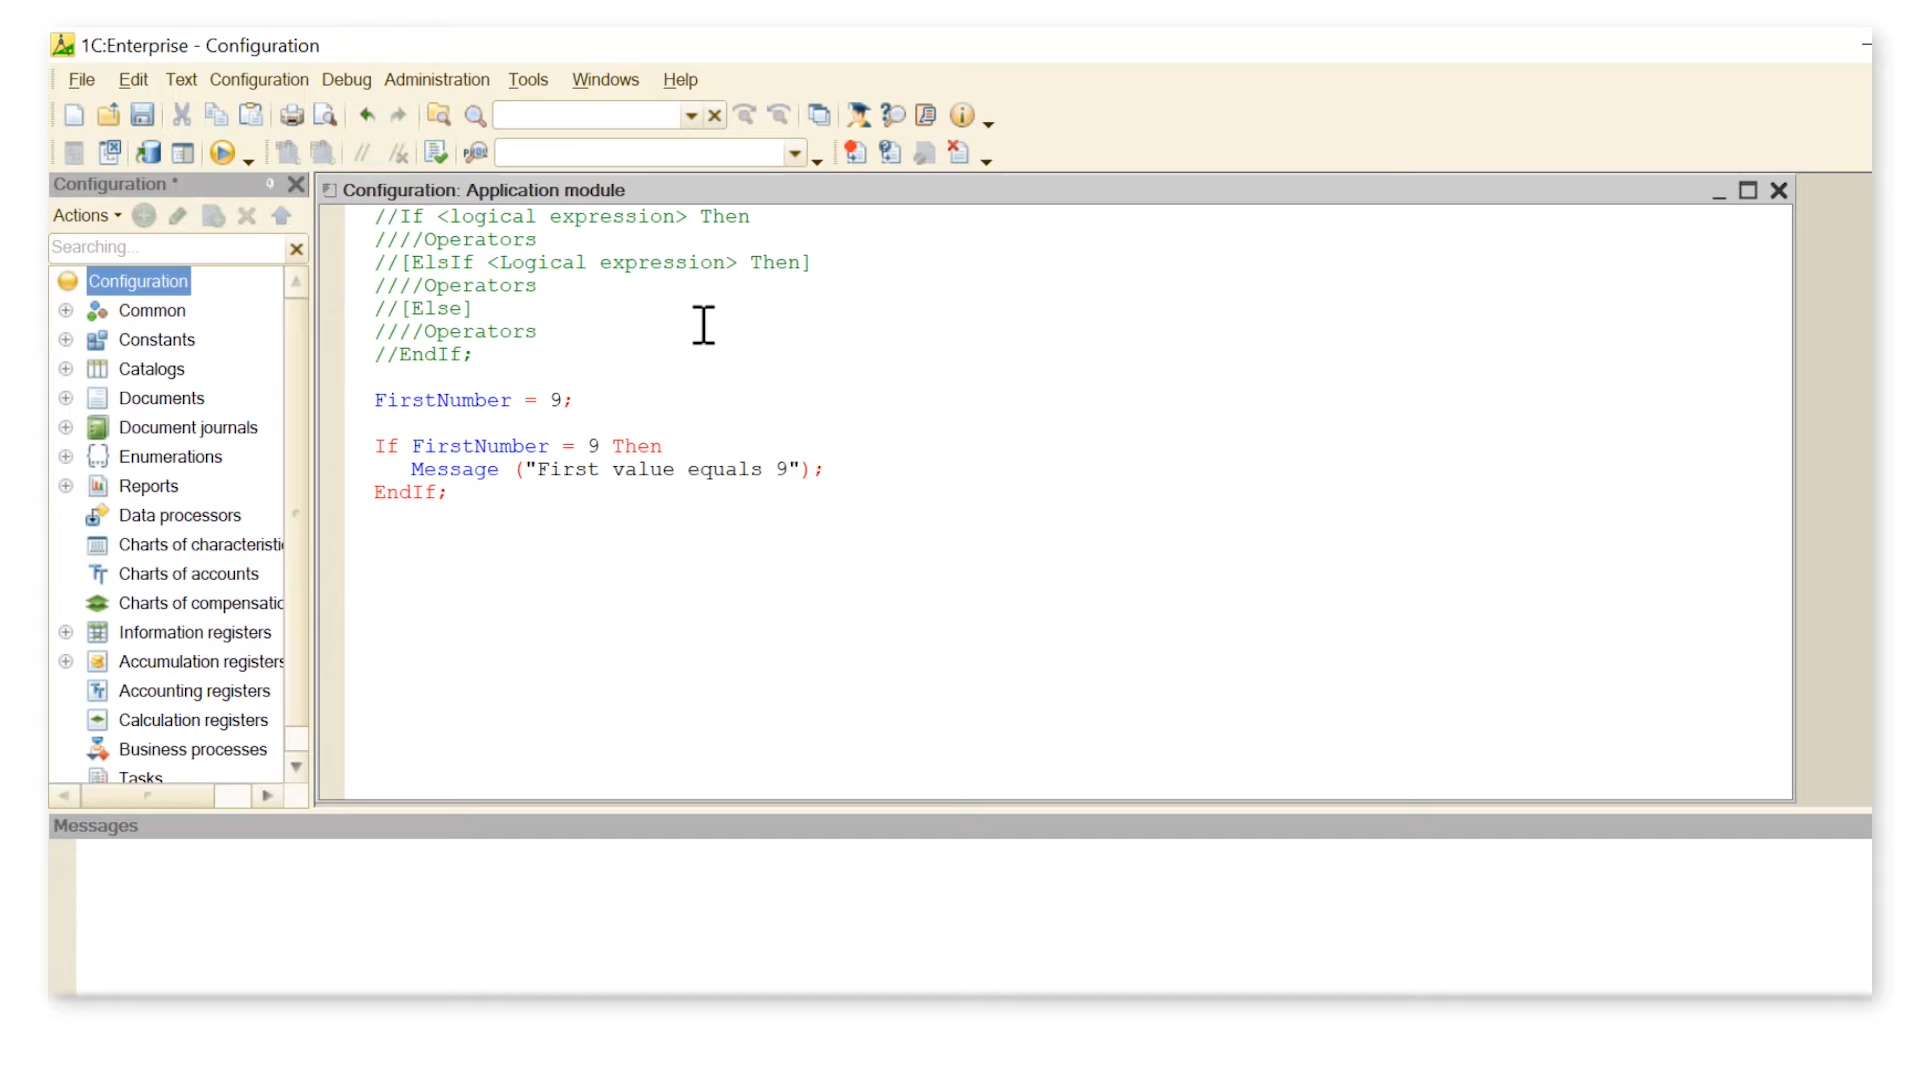 1C:Enterprise - Configuration
File Edit Text Configuration Debug Administration Tools Windows Help
Configuration *
Actions
Searching...
Configuration
Common
Constants
Catalogs
Documents
Document journals
Enumerations
Reports
Data processors
Charts of characteristi
Charts of accounts
Charts of compensatio
Information registers
Accumulation registers
Accounting registers
Calculation registers
Business processes
Tasks
Configuration: Application module
//If <logical expression> Then
////Operators
//[ElsIf <Logical expression> Then]
////Operators
//[Else]
////Operators
//EndIf;
FirstNumber = 9;
If FirstNumber = 9 Then
Message ("First value equals 9");
EndIf;
Messages